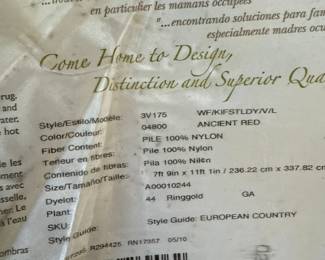 en particulier les mamans occupées
"...encontrando soluciones para fam
especialmente madres ocu
Come Home to Design,
Distinction and Superior Qua
rug.
and
ater.
hot
Style/Estilo/Modele: 3V175 WF/KIFSTLDY/V/L
Color/Couleur: 04800 ANCIENT RED
Fiber Content: PILE 100% NYLON
Teneur en fibres: Pile 100% Nylon
Contenido de fibras: Pila 100% Nilón
Size/Tamaño/Taille: 7ft 9in x 11ft 1in / 236.22 cm x 337.82 cm
Dyelot: A00010244
Plant: 44 Ringgold GA
SKU:
Style Guide: EUROPEAN COUNTRY
Style Guide:
R294425 RN17357 05/10
ombras